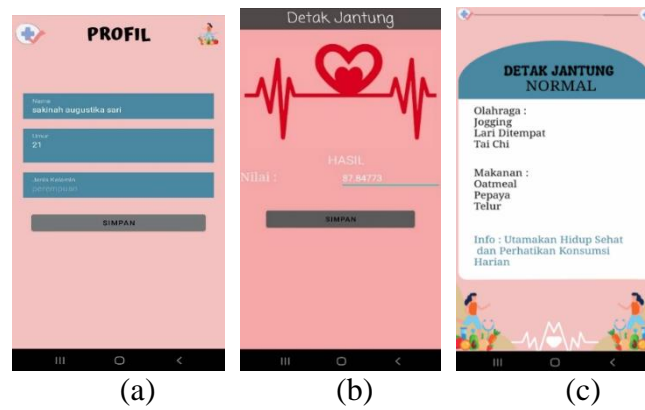 PROFIL
Nama
sakinah augustika sari
Umur
21
Jenis Kelamin
perempuan
SIMPAN
(a)
Detak Jantung
HASIL
Nilai :
87.84773
SIMPAN
(b)
DETAK JANTUNG
NORMAL
Olahraga :
Jogging
Lari Ditempat
Tai Chi
Makanan :
Oatmeal
Pepaya
Telur
Info : Utamakan Hidup Sehat
dan Perhatikan Konsumsi
Harian
(c)